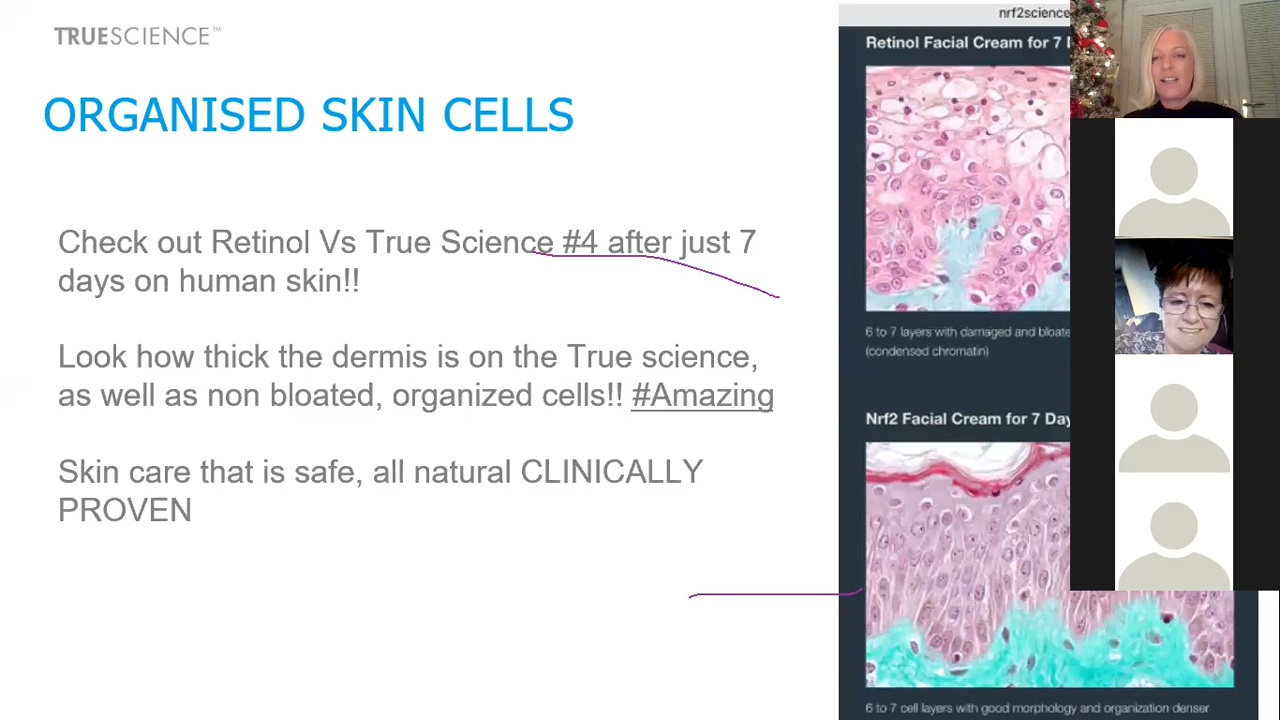 TRUESCIENCE™
ORGANISED SKIN CELLS
Check out Retinol Vs True Science #4 after just 7
days on human skin!!
Look how thick the dermis is on the True science,
as well as non bloated, organized cells!! #Amazing
Skin care that is safe, all natural CLINICALLY
PROVEN
nrf2science
Retinol Facial Cream for 7
6 to 7 layers with damaged and
(condensed chromatin)
Nrf2 Facial Cream for 7
6 to 7 cell layers with good morphology and organization denser